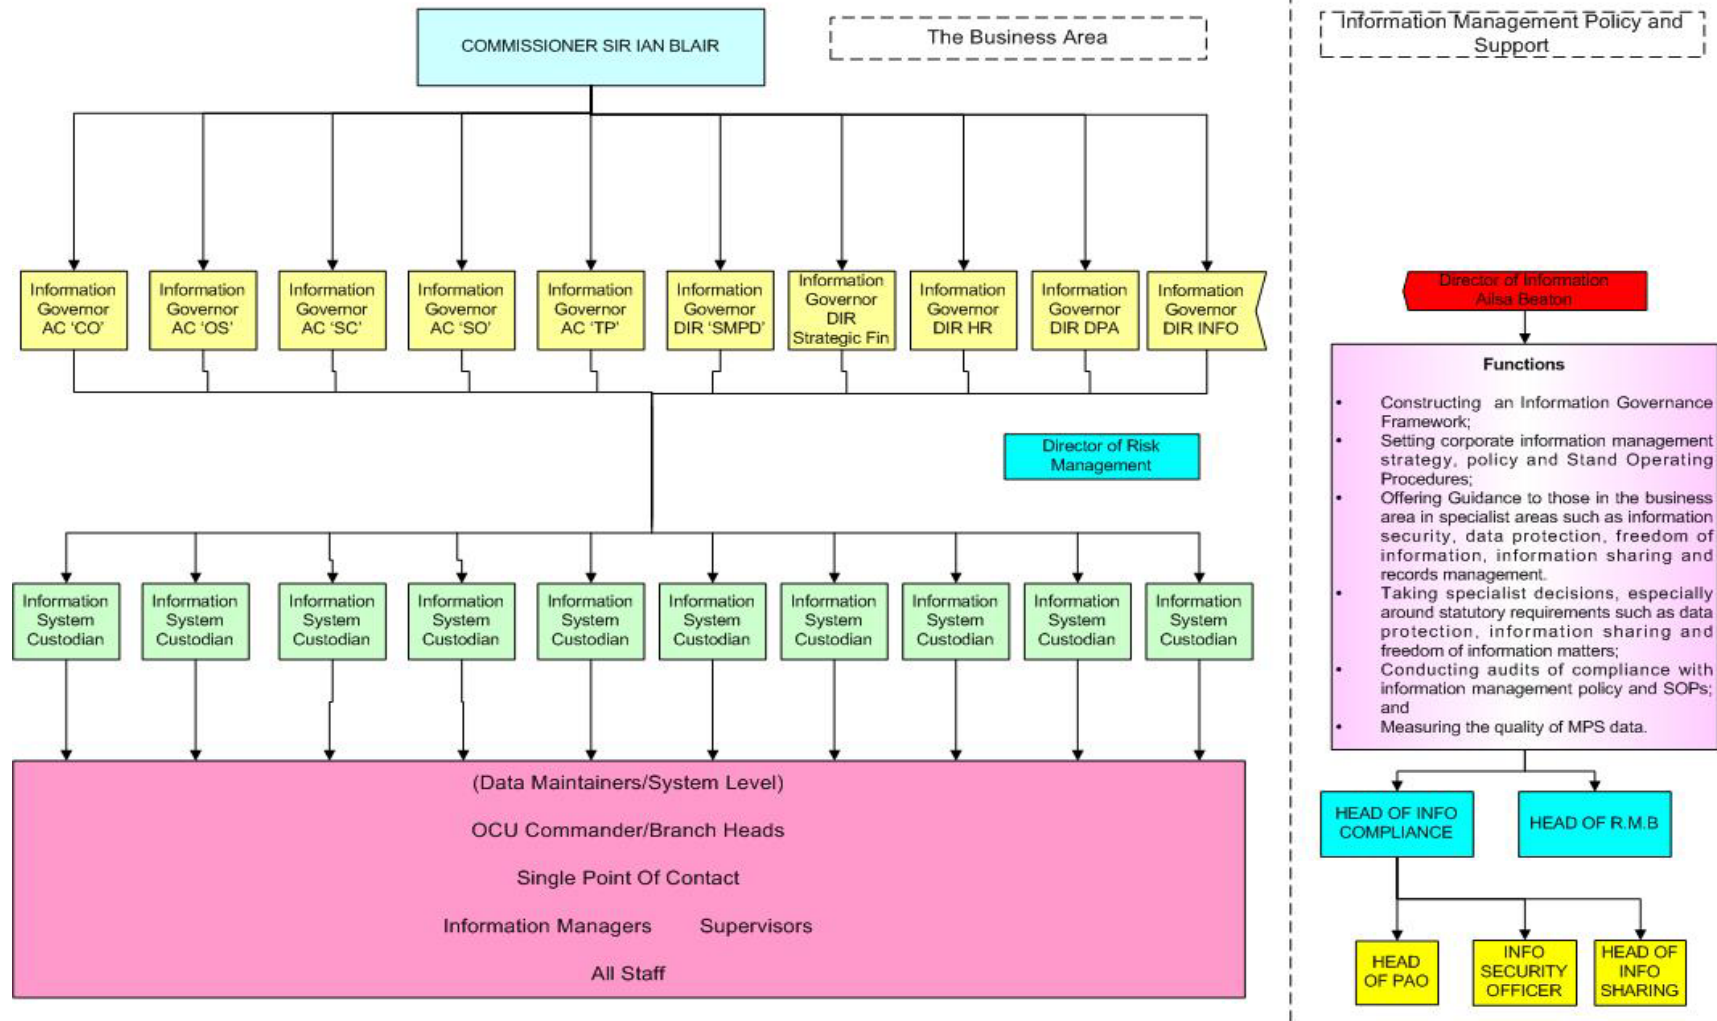 COMMISSIONER SIR IAN BLAIR
The Business Area
Information Management Policy and
Support
Information
Governor
AC ‘CO’
Information
Governor
AC ‘OS’
Information
Governor
AC ‘SC’
Information
Governor
AC ‘SO’
Information
Governor
AC ‘TP’
Information
Governor
DIR ‘SMPD’
Information
Governor
DIR
Strategic Fin
Information
Governor
DIR HR
Information
Governor
DIR DPA
Information
Governor
DIR INFO
Director of Risk
Management
Information
System
Custodian
Information
System
Custodian
Information
System
Custodian
Information
System
Custodian
Information
System
Custodian
Information
System
Custodian
Information
System
Custodian
Information
System
Custodian
Information
System
Custodian
Information
System
Custodian
(Data Maintainers/System Level)
OCU Commander/Branch Heads
Single Point Of Contact
Information Managers Supervisors
All Staff
Director of Information
Ailsa Beaton
Functions
• Constructing an Information Governance
Framework;
• Setting corporate information management
strategy, policy and Stand Operating
Procedures;
• Offering Guidance to those in the business
area in specialist areas such as information
security, data protection, freedom of
information, information sharing and
records management.
• Taking specialist decisions, especially
around statutory requirements such as data
protection, information sharing and
freedom of information matters;
• Conducting audits of compliance with
information management policy and SOPs;
and
• Measuring the quality of MPS data.
HEAD OF INFO
COMPLIANCE
HEAD OF R.M.B
HEAD
OF PAO
INFO
SECURITY
OFFICER
HEAD OF
INFO
SHARING